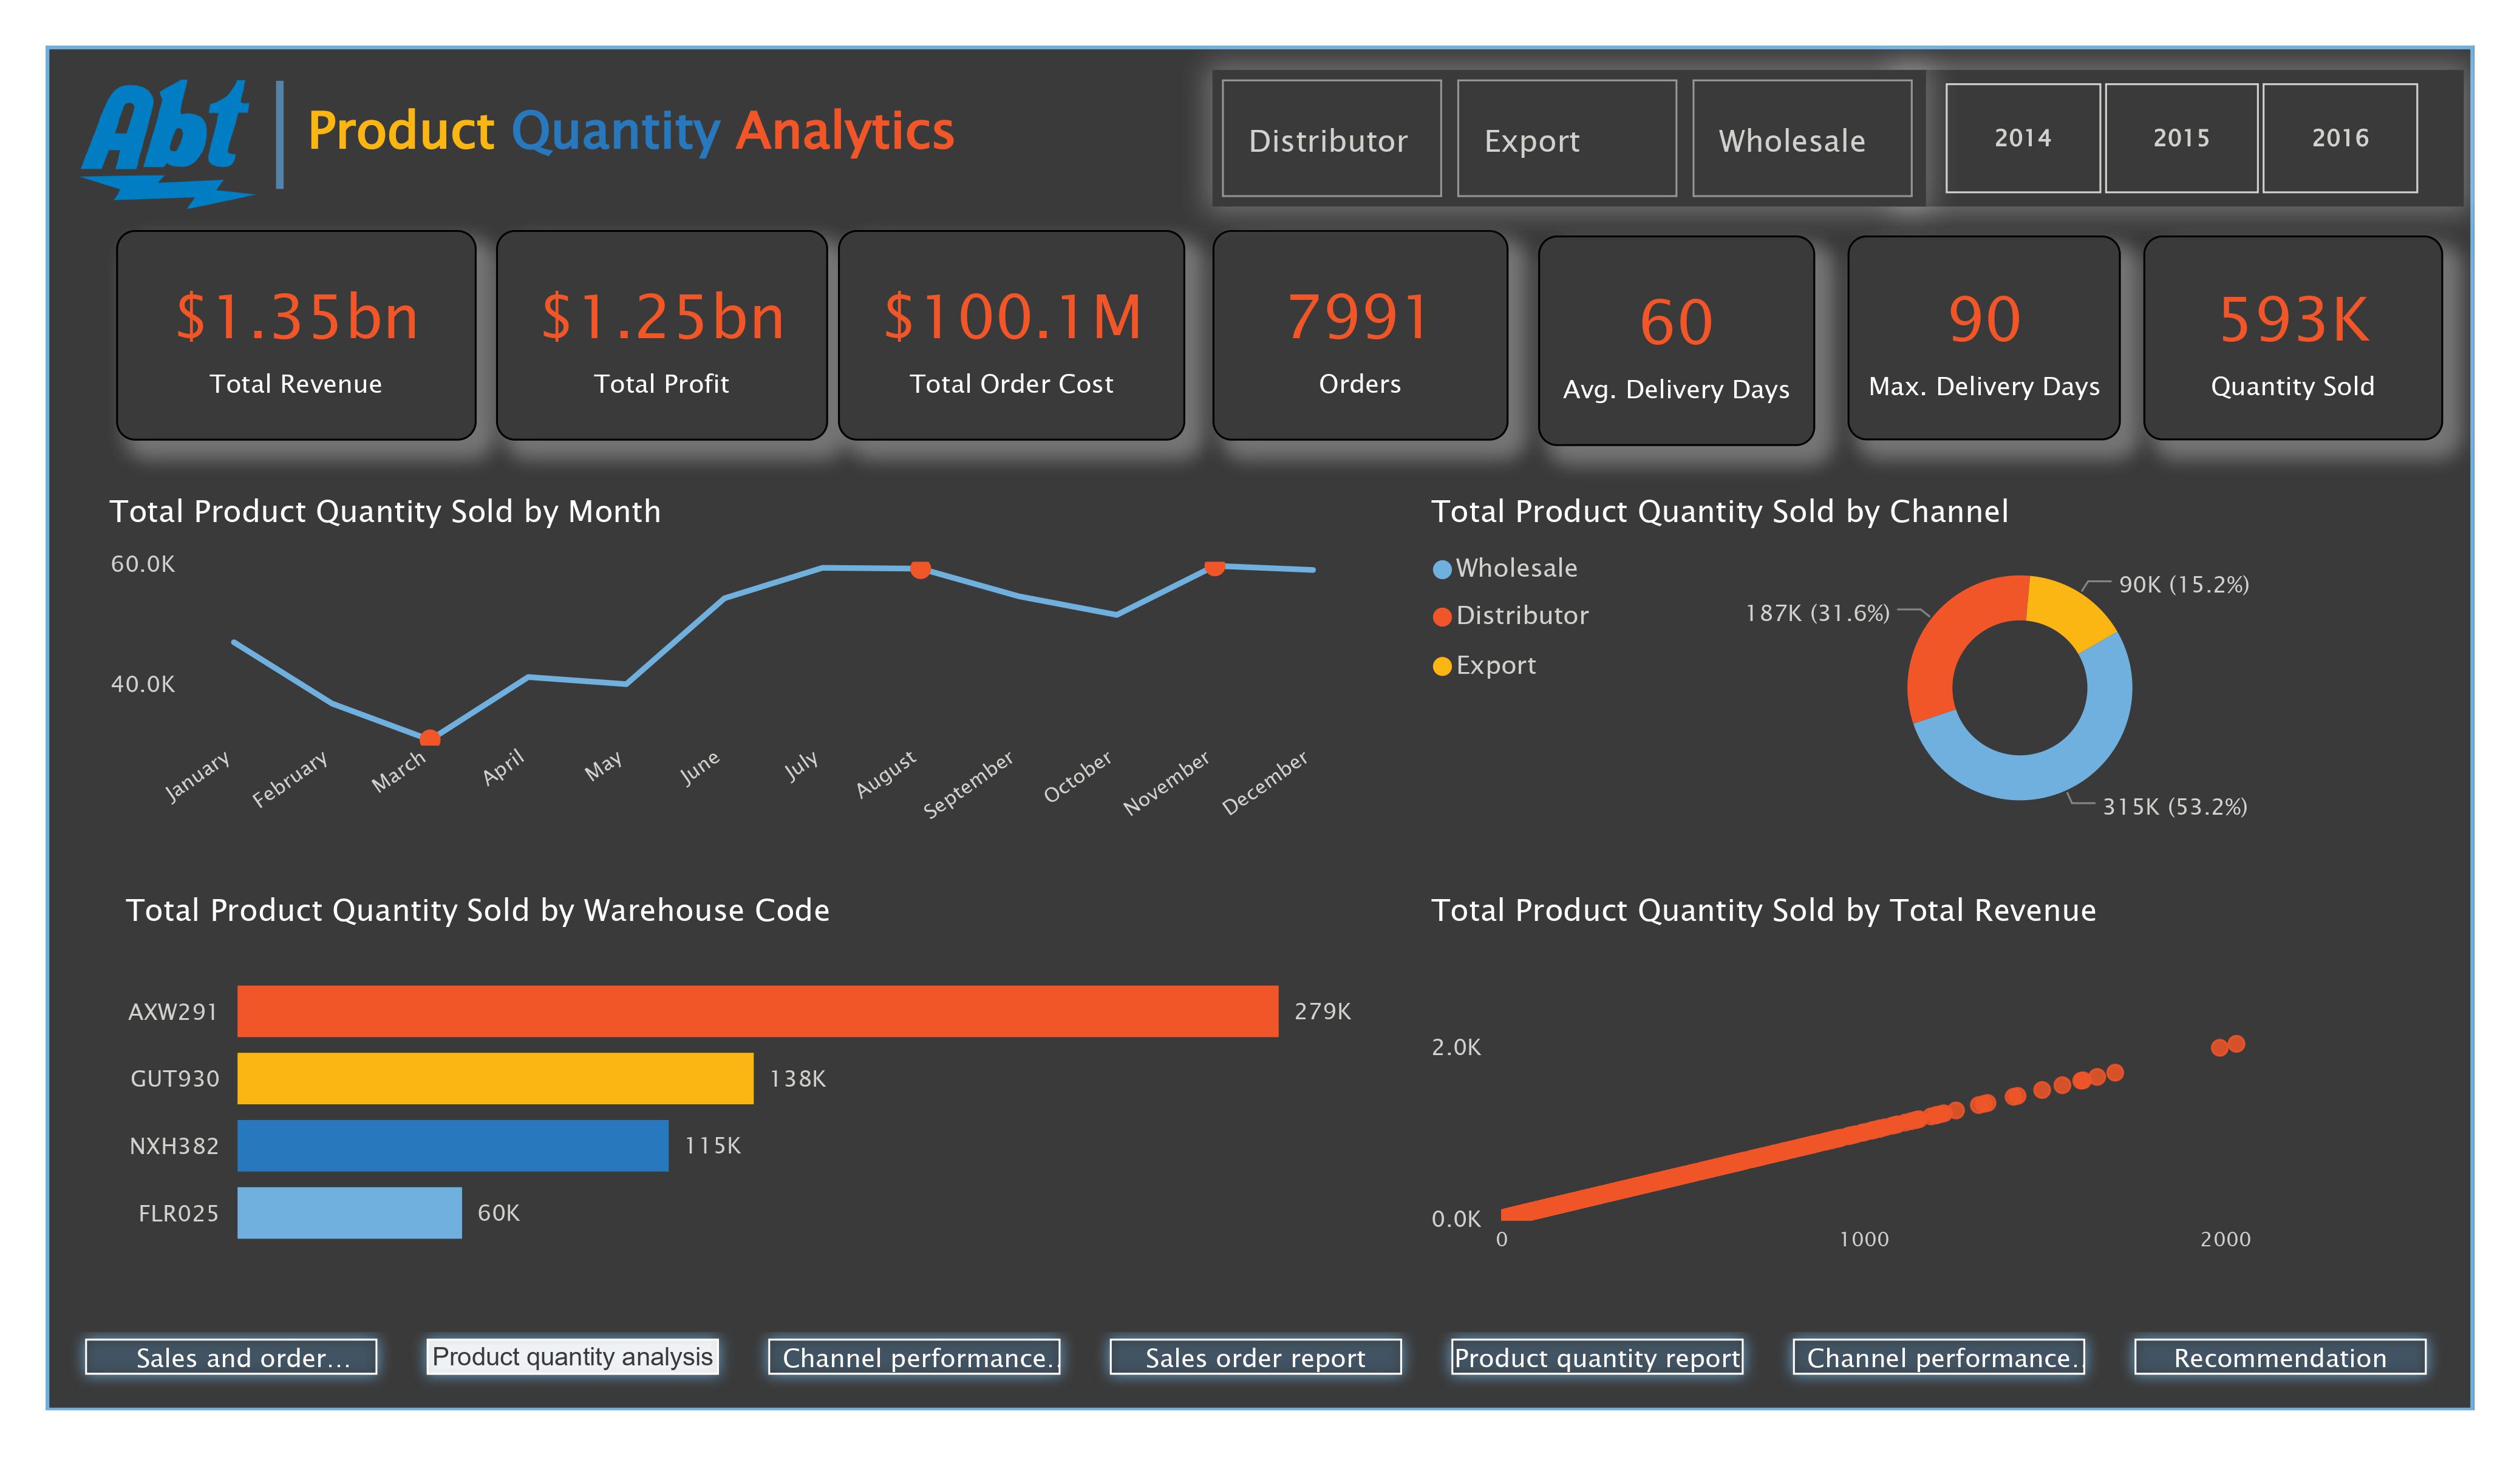 Abt
Product Quantity Analytics
Distributor
Export
Wholesale
2014
2015
2016
$1.35bn
Total Revenue
$1.25bn
Total Profit
$100.1M
Total Order Cost
7991
Orders
60
Avg. Delivery Days
90
Max. Delivery Days
593K
Quantity Sold
Total Product Quantity Sold by Month
60.0K
40.0K
January
February
March
April
May
June
July
August
September
October
November
December
Total Product Quantity Sold by Channel
Wholesale
Distributor
Export
90K (15.2%)
187K (31.6%)
315K (53.2%)
Total Product Quantity Sold by Warehouse Code
AXW291
279K
GUT930
138K
NXH382
115K
FLR025
60K
Total Product Quantity Sold by Total Revenue
2.0K
0.0K
0
1000
2000
Sales and order...
Product quantity analysis
Channel performance..
Sales order report
Product quantity report
Channel performance..
Recommendation